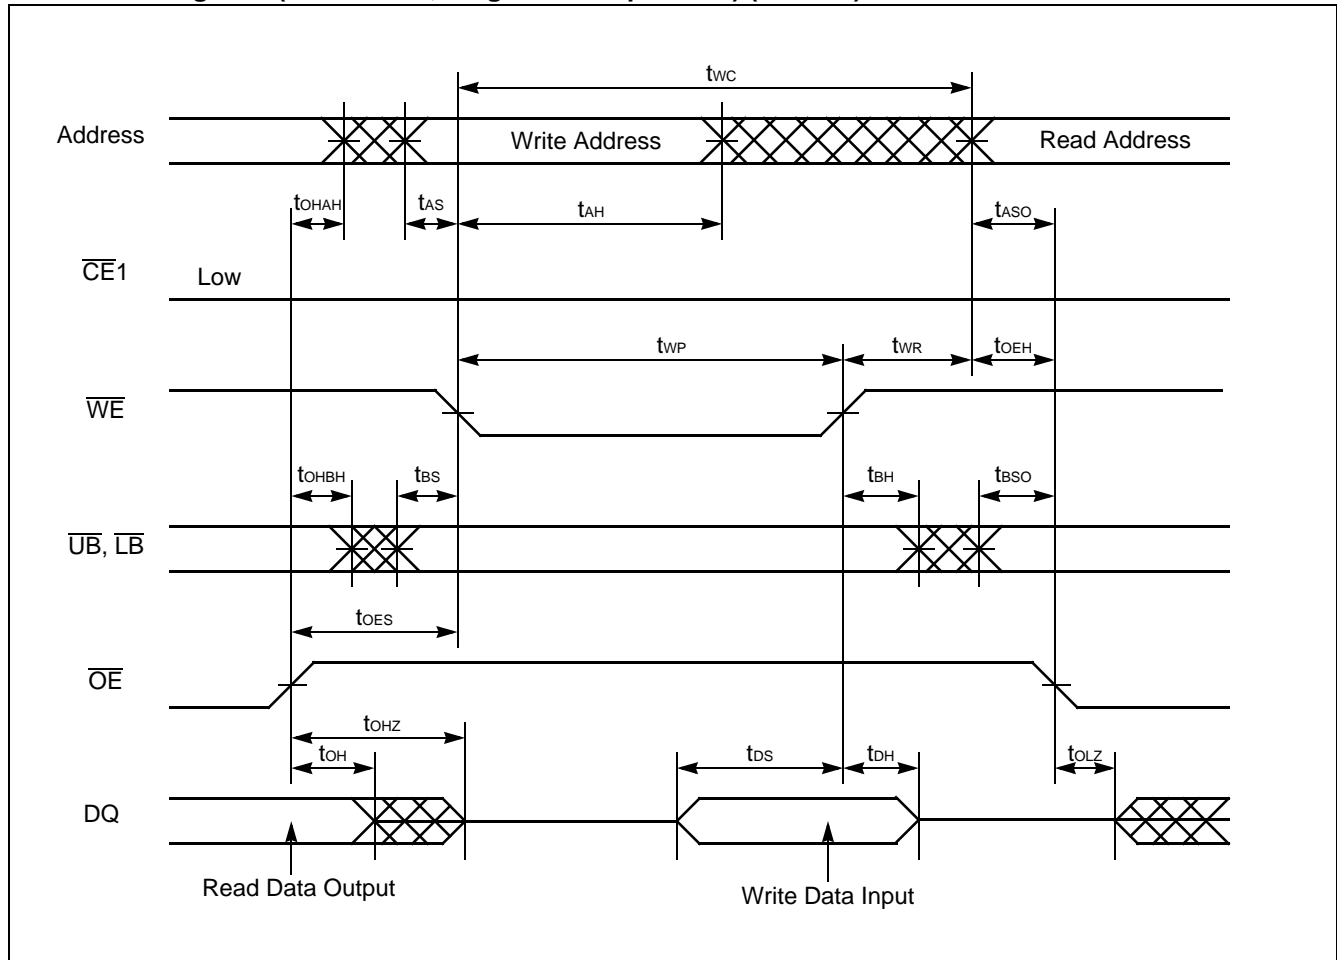 tWC
Address
Write Address
Read Address
tOHAH
tAS
tAH
tASO
CE1
Low
tWP
tWR
tOEH
WE
tOHBH
tBS
tBH
tBSO
UB, LB
tOES
OE
tOHZ
tOH
tDS
tDH
tOLZ
DQ
Read Data Output
Write Data Input